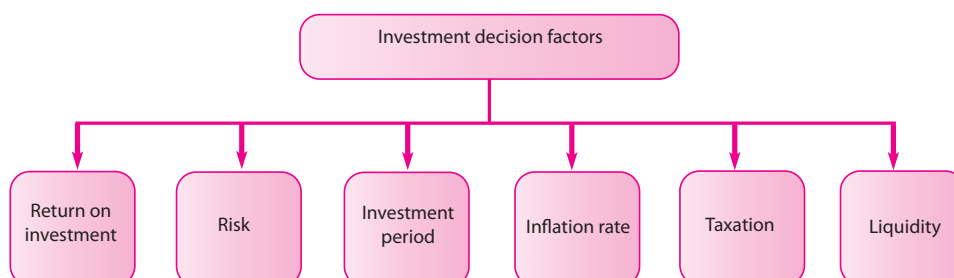 Investment decision factors
Return on
investment
Risk
Investment
period
Inflation rate
Taxation
Liquidity